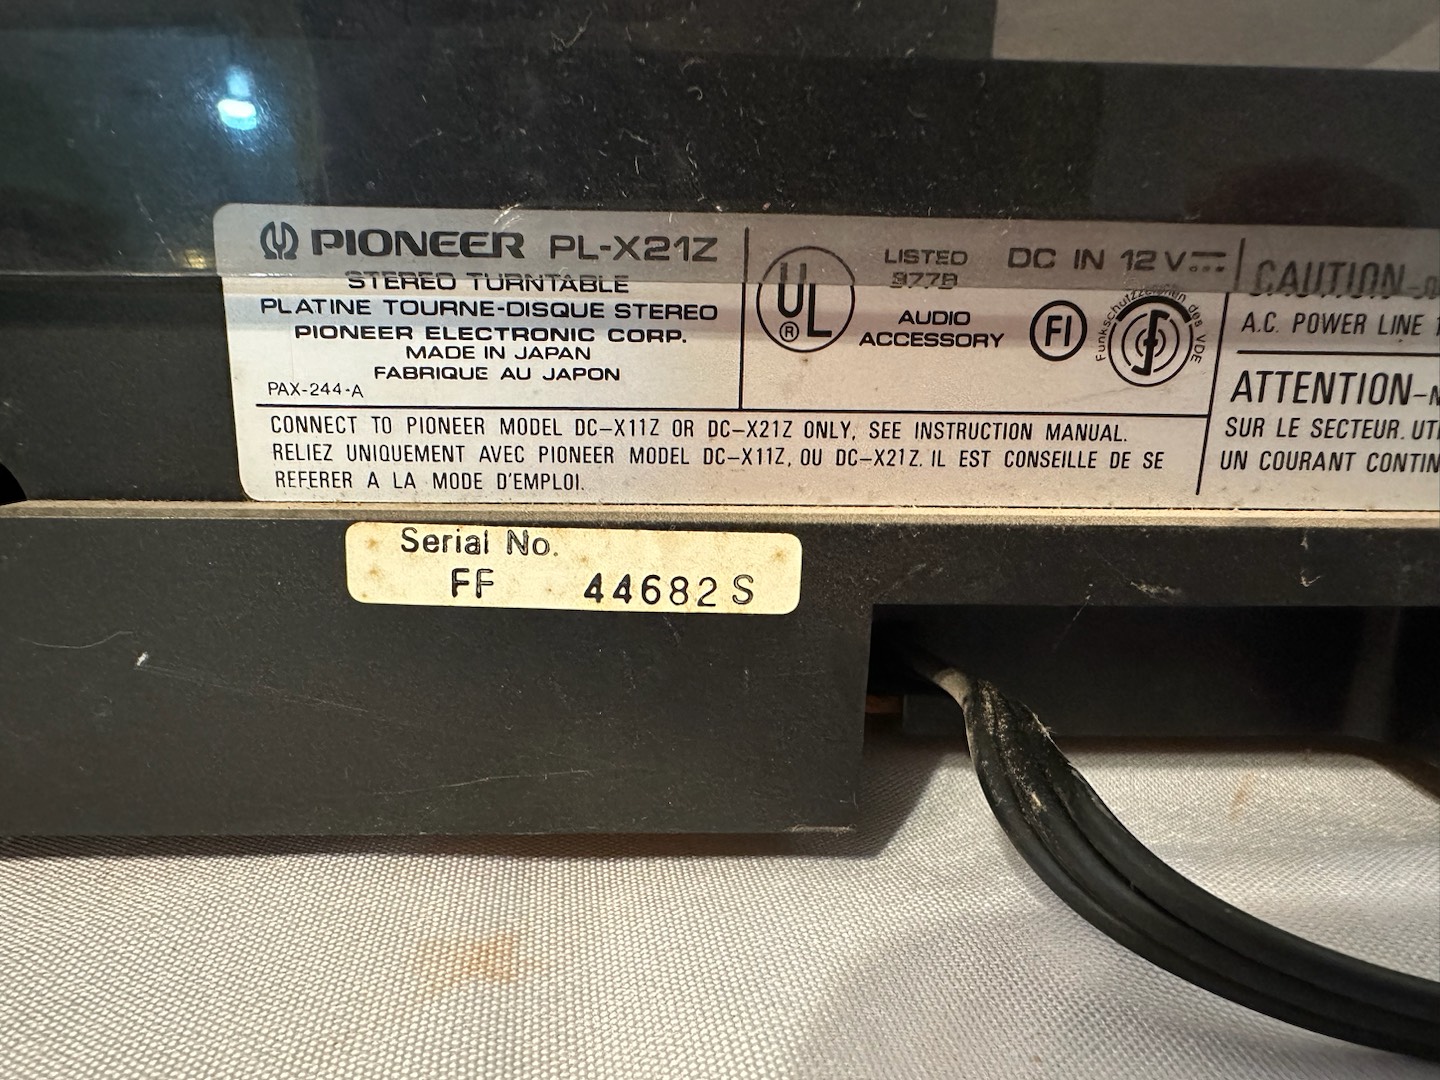 PIONEER PL-X21Z
STEREO TURNTABLE
PLATINE TOURNE-DISQUE STEREO
PIONEER ELECTRONIC CORP.
MADE IN JAPAN
FABRIQUE AU JAPON
PAX-244-A
UL
®
LISTED
977B
AUDIO
ACCESSORY
DC IN 12 V
FI
Funkschutzzeichen des VDE
CAUTION–
A.C. POWER LINE
ATTENTION–
SUR LE SECTEUR. UTI
UN COURANT CONTIN
CONNECT TO PIONEER MODEL DC–X11Z OR DC–X21Z ONLY, SEE INSTRUCTION MANUAL.
RELIEZ UNIQUEMENT AVEC PIONEER MODEL DC–X11Z, OU DC–X21Z. IL EST CONSEILLE DE SE
REFERER A LA MODE D'EMPLOI.
Serial No.
FF 44682 S